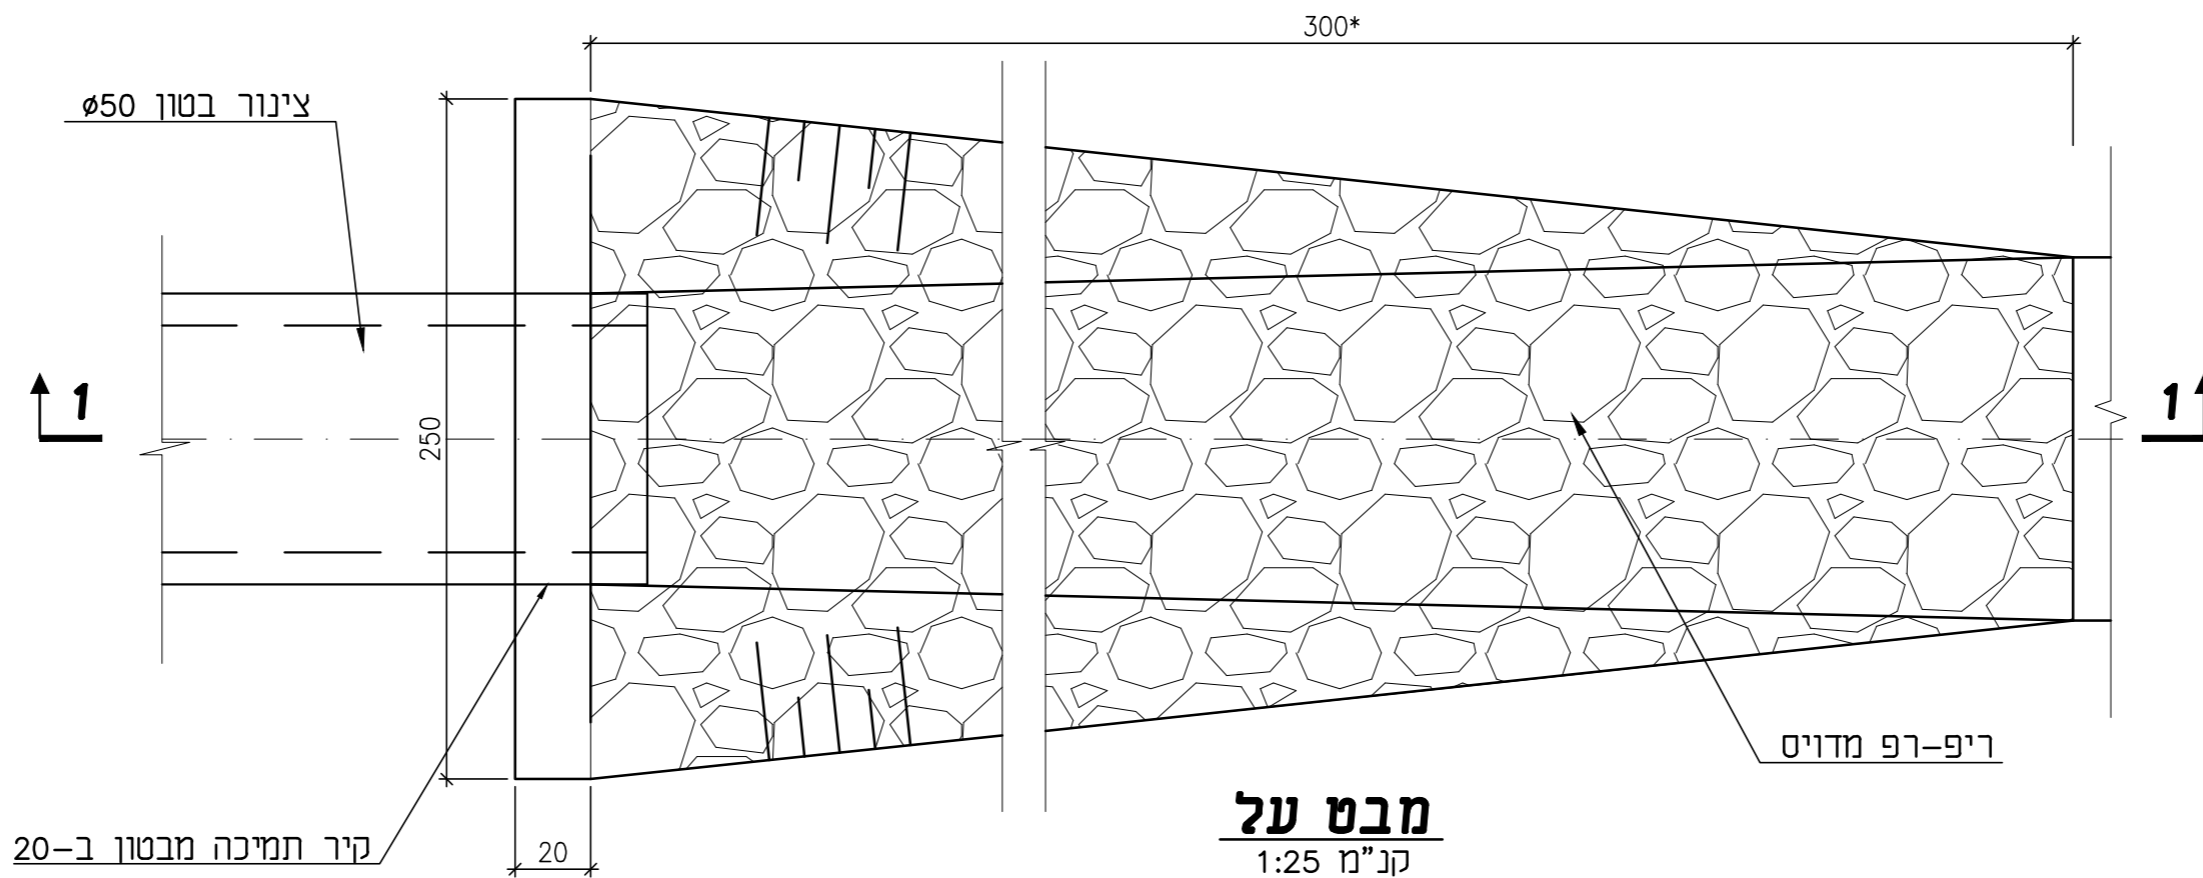 300*
צינור בטון ⌀50
250
1
1
ריפ-רפ מדויס
קיר תמיכה מבטון ב-20
20
מבט על
קנ"מ 1:25